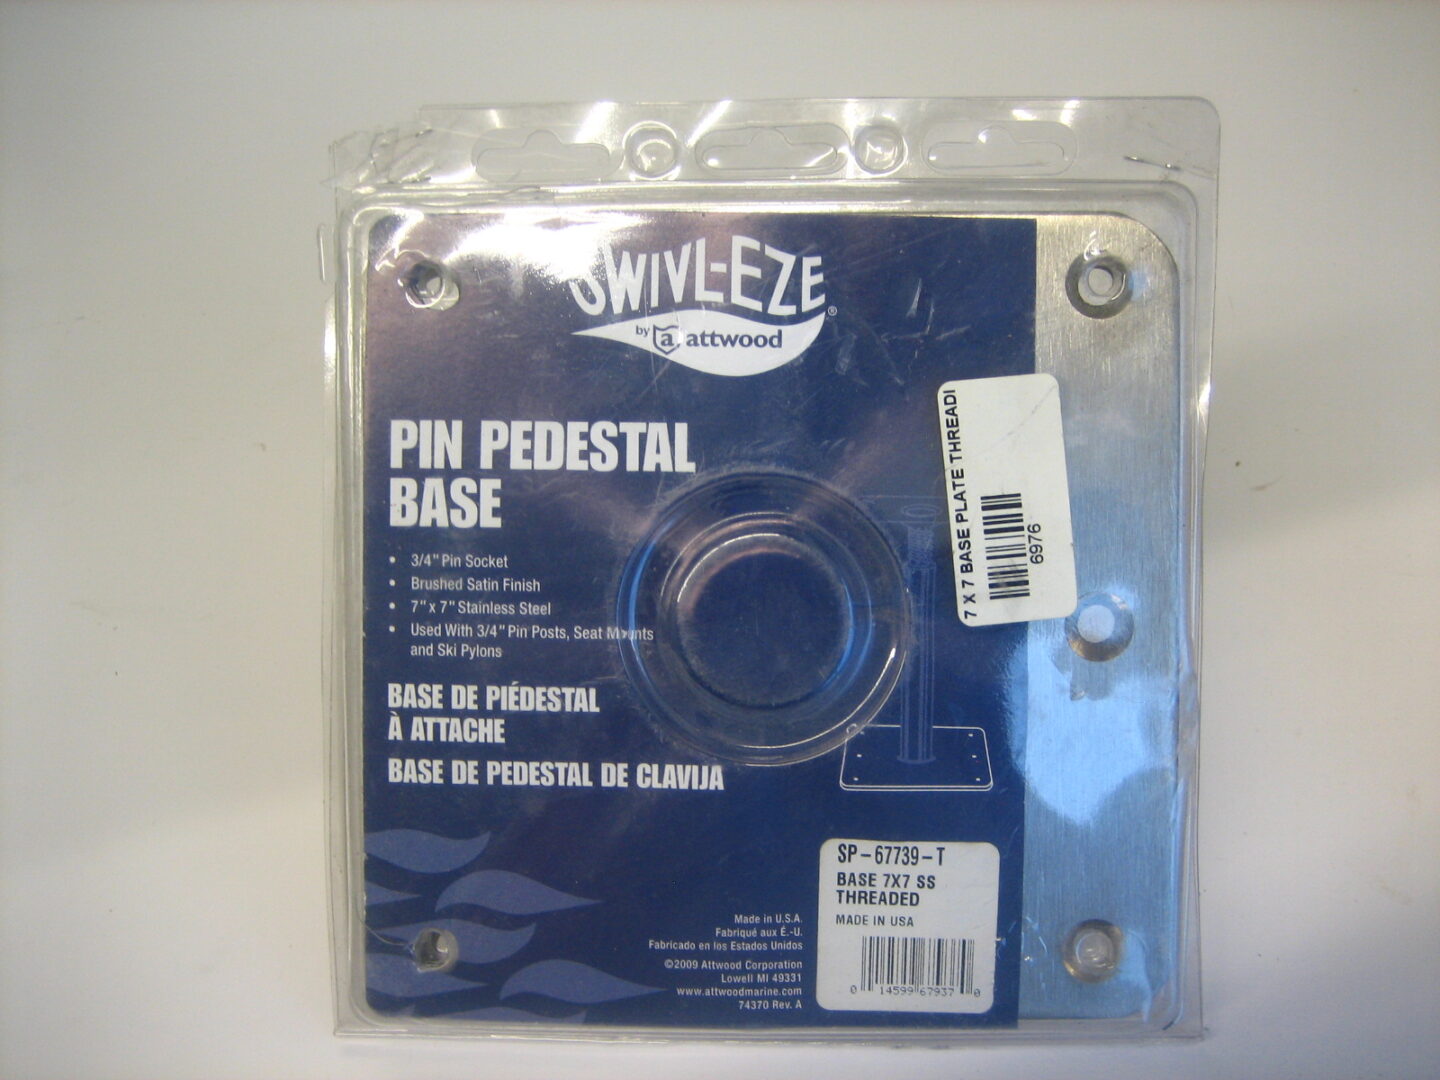 SWIVL-EZE®
by a attwood
PIN PEDESTAL
BASE
• 3/4" Pin Socket
• Brushed Satin Finish
• 7" x 7" Stainless Steel
• Used With 3/4" Pin Posts, Seat Mounts
and Ski Pylons
BASE DE PIÉDESTAL
À ATTACHE
BASE DE PEDESTAL DE CLAVIJA
7 X 7 BASE PLATE THREADI
6976
SP-67739-T
BASE 7X7 SS
THREADED
MADE IN USA
0 14599 67937 0
Made in U.S.A.
Fabriqué aux É.-U.
Fabricado en los Estados Unidos
©2009 Attwood Corporation
Lowell MI 49331
www.attwoodmarine.com
74370 Rev. A